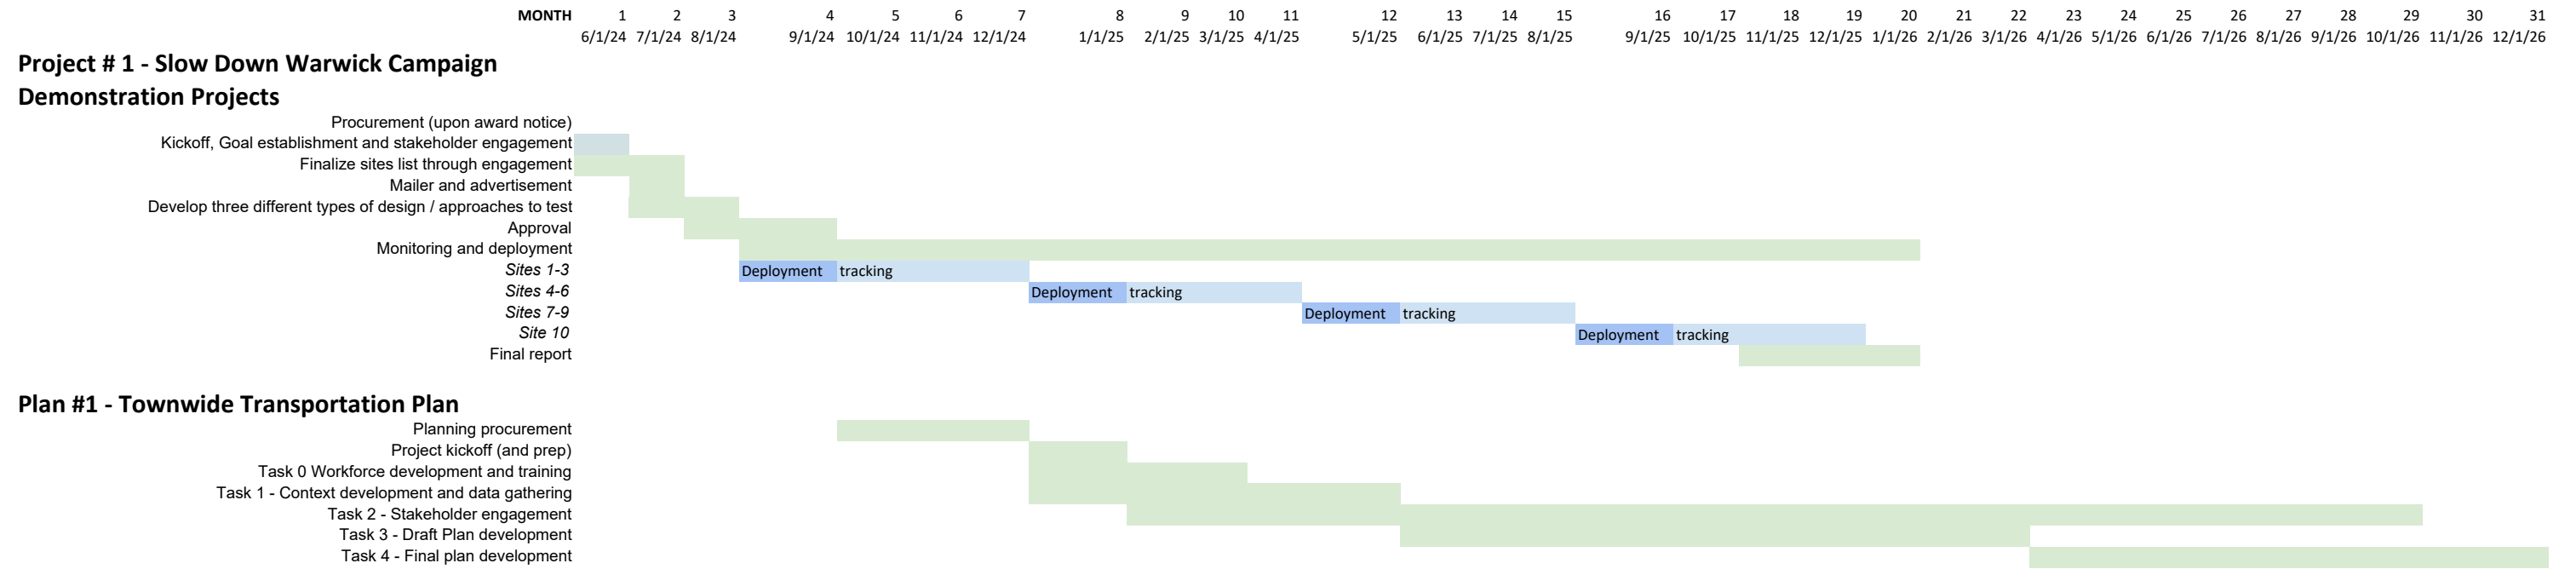 MONTH 1 2 3 4 5 6 7 8 9 10 11 12 13 14 15 16 17 18 19 20 21 22 23 24 25 26 27 28 29 30 31
6/1/24 7/1/24 8/1/24 9/1/24 10/1/24 11/1/24 12/1/24 1/1/25 2/1/25 3/1/25 4/1/25 5/1/25 6/1/25 7/1/25 8/1/25 9/1/25 10/1/25 11/1/25 12/1/25 1/1/26 2/1/26 3/1/26 4/1/26 5/1/26 6/1/26 7/1/26 8/1/26 9/1/26 10/1/26 11/1/26 12/1/26
Project # 1 - Slow Down Warwick Campaign
Demonstration Projects
Procurement (upon award notice)
Kickoff, Goal establishment and stakeholder engagement
Finalize sites list through engagement
Mailer and advertisement
Develop three different types of design / approaches to test
Approval
Monitoring and deployment
Sites 1-3 Deployment tracking
Sites 4-6 Deployment tracking
Sites 7-9 Deployment tracking
Site 10 Deployment tracking
Final report
Plan #1 - Townwide Transportation Plan
Planning procurement
Project kickoff (and prep)
Task 0 Workforce development and training
Task 1 - Context development and data gathering
Task 2 - Stakeholder engagement
Task 3 - Draft Plan development
Task 4 - Final plan development